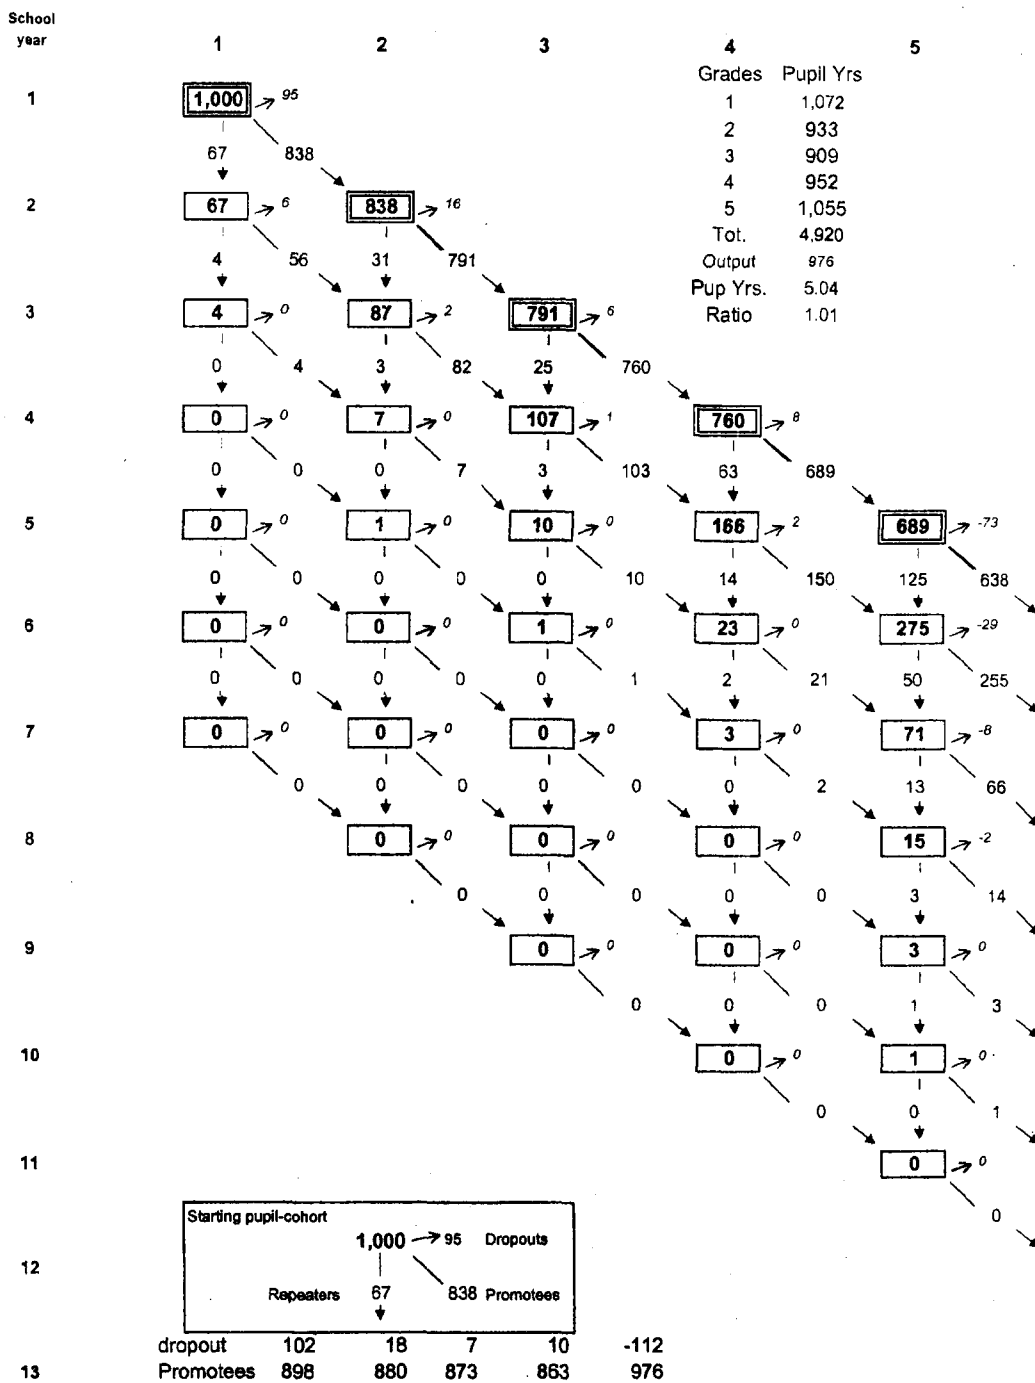 School
year 1 2 3 4 5
Grades Pupil Yrs
1 1,000 95 1 1,072
2 933
67 838 3 909
2 67 6 838 16 4 952
5 1,055
Tot. 4,920
4 56 31 791 Output 976
Pup Yrs. 5.04
3 4 0 87 2 791 6 Ratio 1.01
0 4 3 82 25 760
4 0 0 7 0 107 1 760 8
0 0 0 7 3 103 63 689
5 0 0 1 0 10 0 166 2 689 -73
0 0 0 0 0 10 14 150 125 638
6 0 0 0 0 1 0 23 0 275 -29
0 0 0 0 0 1 2 21 50 255
7 0 0 0 0 0 0 3 0 71 -8
0 0 0 0 0 0 2 13 66
8 0 0 0 0 0 0 15 -2
0 0 0 0 0 3 14
9 0 0 0 0 3 0
0 0 0 1 3
10 0 0 1 0
0 0 1
11 0 0
0
Starting pupil-cohort
1,000 95 Dropouts
12
Repeaters 67 838 Promotees
dropout 102 18 7 10 -112
13 Promotees 898 880 873 863 976